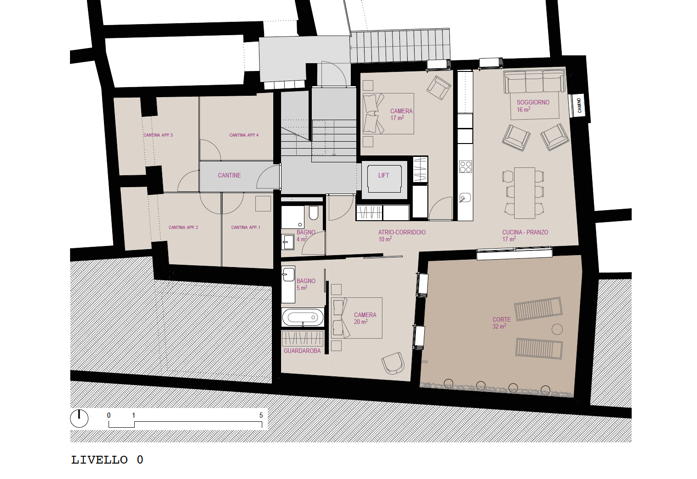 CAMERA
17 m²
SOGGIORNO
16 m²
CAMINO
CANTINA APP. 3
CANTINA APP. 4
CANTINE
LIFT
CANTINA APP. 2
CANTINA APP. 1
BAGNO
4 m²
ATRIO-CORRIDOIO
10 m²
CUCINA - PRANZO
17 m²
BAGNO
5 m²
CAMERA
20 m²
CORTE
32 m²
GUARDAROBA
0 1 5
LIVELLO 0